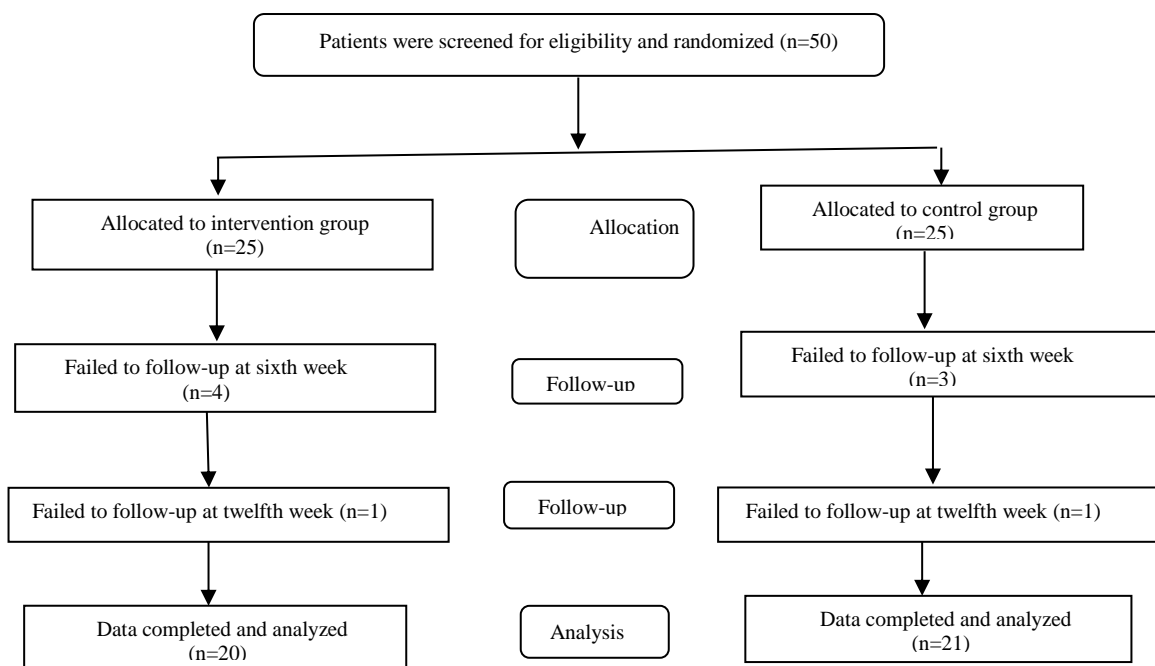 Patients were screened for eligibility and randomized (n=50)
Allocated to intervention group
(n=25)
Allocation
Allocated to control group
(n=25)
Failed to follow-up at sixth week
(n=4)
Follow-up
Failed to follow-up at sixth week
(n=3)
Failed to follow-up at twelfth week (n=1)
Follow-up
Failed to follow-up at twelfth week (n=1)
Data completed and analyzed
(n=20)
Analysis
Data completed and analyzed
(n=21)